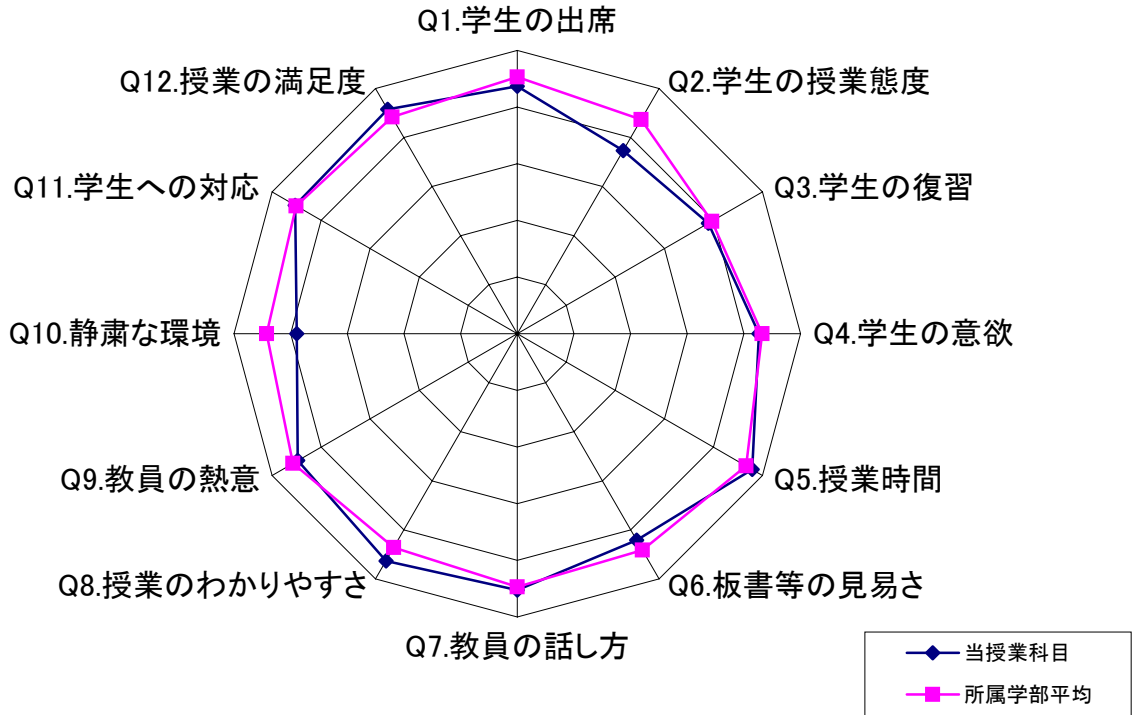 Q1.学生の出席
Q2.学生の授業態度
Q3.学生の復習
Q4.学生の意欲
Q5.授業時間
Q6.板書等の見易さ
Q7.教員の話し方
Q8.授業のわかりやすさ
Q9.教員の熱意
Q10.静粛な環境
Q11.学生への対応
Q12.授業の満足度
当授業科目
所属学部平均